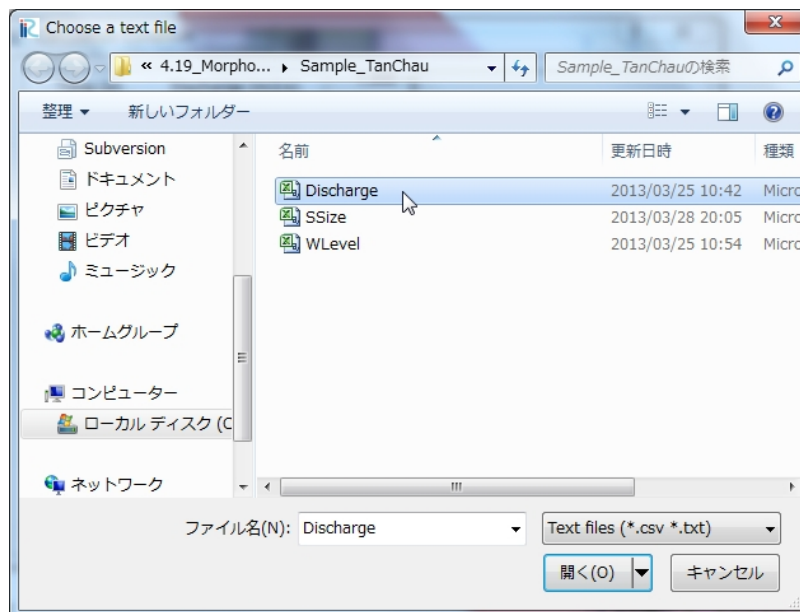 Choose a text file
« 4.19_Morpho... ▸ Sample_TanChau
Sample_TanChauの検索
整理 新しいフォルダー
名前 更新日時 種類
Subversion
ドキュメント
ピクチャ
ビデオ
ミュージック
ホームグループ
コンピューター
ローカル ディスク (C
ネットワーク
Discharge 2013/03/25 10:42 Micro
SSize 2013/03/28 20:05 Micro
WLevel 2013/03/25 10:54 Micro
ファイル名(N): Discharge
Text files (*.csv *.txt)
開く(O) キャンセル